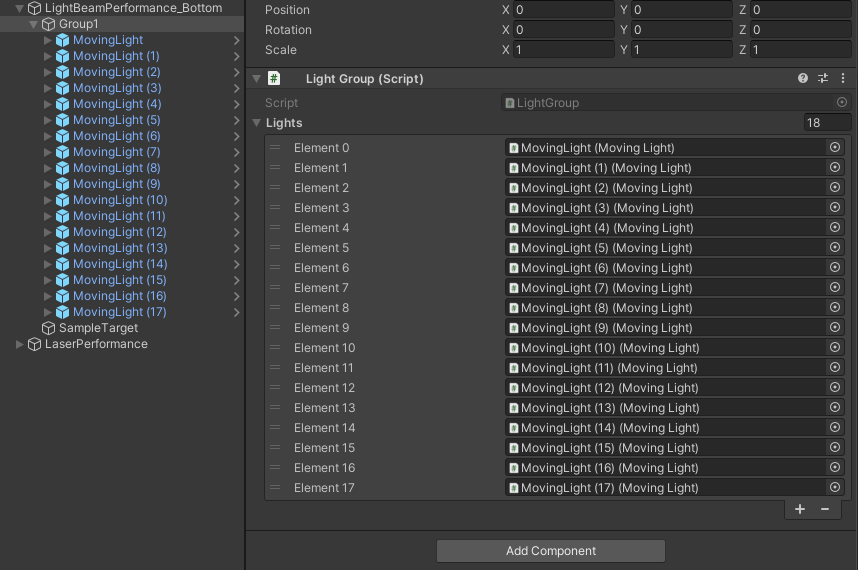 LightBeamPerformance_Bottom
Group1
MovingLight
MovingLight (1)
MovingLight (2)
MovingLight (3)
MovingLight (4)
MovingLight (5)
MovingLight (6)
MovingLight (7)
MovingLight (8)
MovingLight (9)
MovingLight (10)
MovingLight (11)
MovingLight (12)
MovingLight (13)
MovingLight (14)
MovingLight (15)
MovingLight (16)
MovingLight (17)
SampleTarget
LaserPerformance
Position X 0 Y 0 Z 0
Rotation X 0 Y 0 Z 0
Scale X 1 Y 1 Z 1
# Light Group (Script)
Script # LightGroup
Lights 18
Element 0 # MovingLight (Moving Light)
Element 1 # MovingLight (1) (Moving Light)
Element 2 # MovingLight (2) (Moving Light)
Element 3 # MovingLight (3) (Moving Light)
Element 4 # MovingLight (4) (Moving Light)
Element 5 # MovingLight (5) (Moving Light)
Element 6 # MovingLight (6) (Moving Light)
Element 7 # MovingLight (7) (Moving Light)
Element 8 # MovingLight (8) (Moving Light)
Element 9 # MovingLight (9) (Moving Light)
Element 10 # MovingLight (10) (Moving Light)
Element 11 # MovingLight (11) (Moving Light)
Element 12 # MovingLight (12) (Moving Light)
Element 13 # MovingLight (13) (Moving Light)
Element 14 # MovingLight (14) (Moving Light)
Element 15 # MovingLight (15) (Moving Light)
Element 16 # MovingLight (16) (Moving Light)
Element 17 # MovingLight (17) (Moving Light)
+ −
Add Component